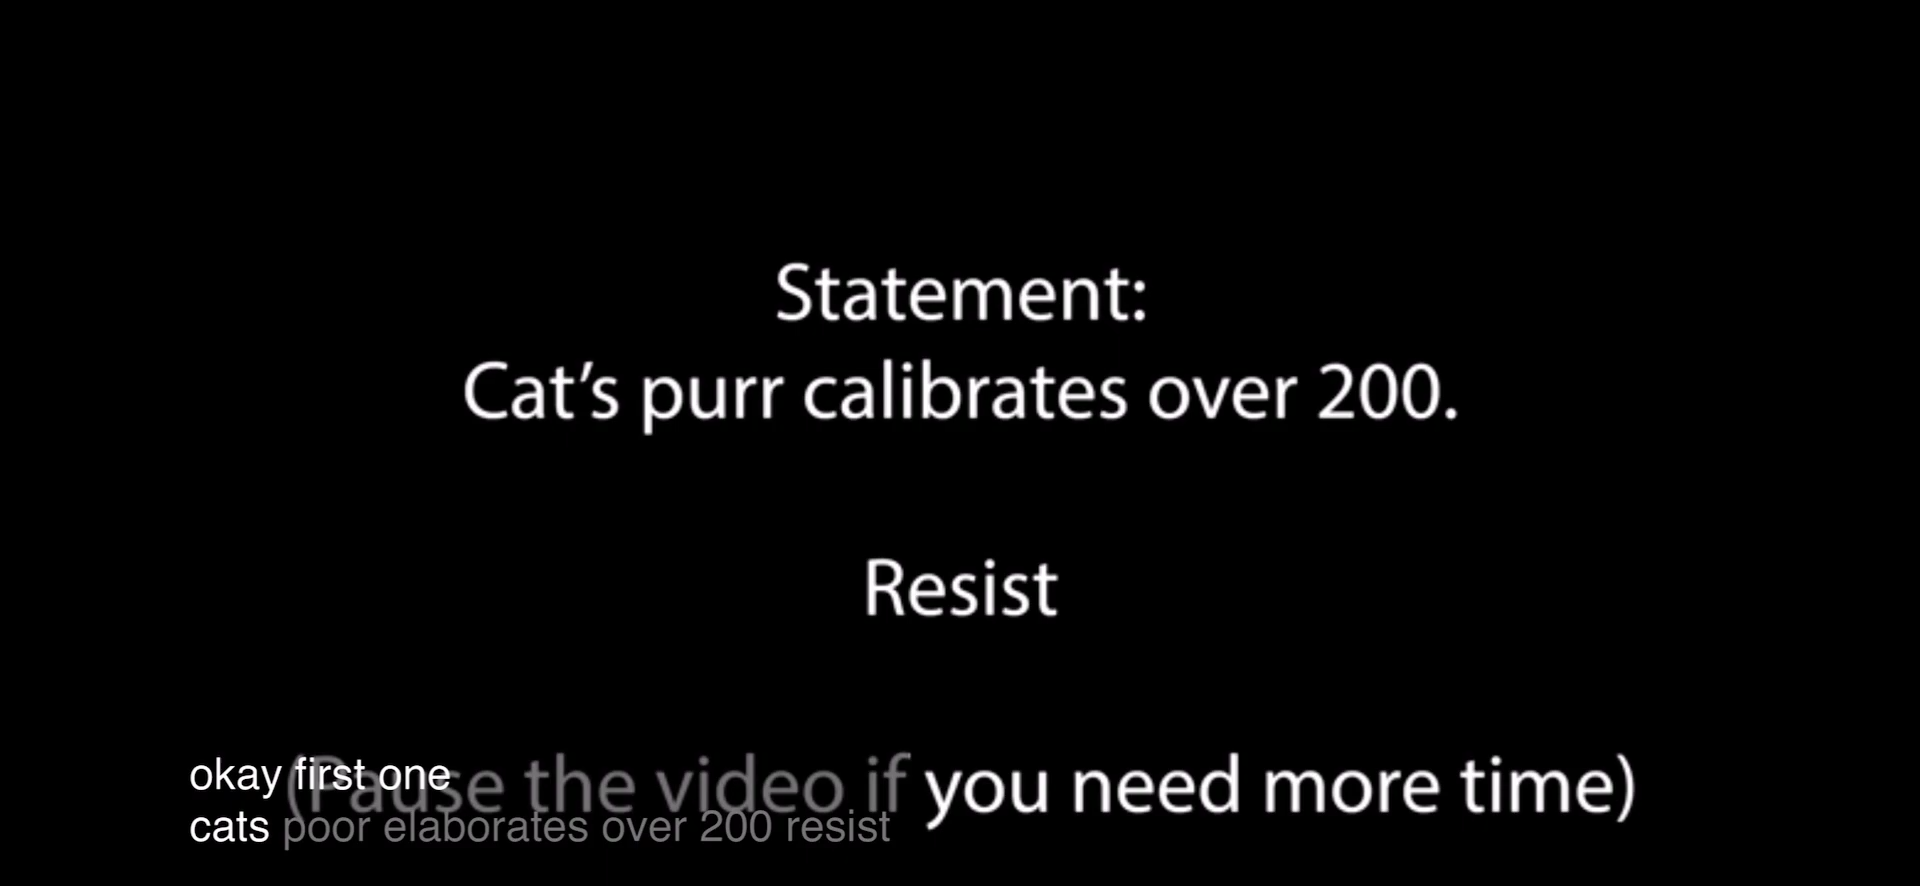 Statement:
Cat’s purr calibrates over 200.
Resist
(Pause the video if you need more time)
okay first one
cats poor elaborates over 200 resist